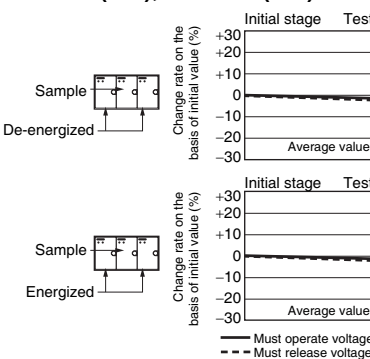 Initial stage Test
Change rate on the
basis of initial value (%)
+30
+20
+10
0
−10
−20
−30
Sample
De-energized
Average value
Initial stage Test
Change rate on the
basis of initial value (%)
+30
+20
+10
0
−10
−20
−30
Sample
Energized
Average value
Must operate voltage
Must release voltage